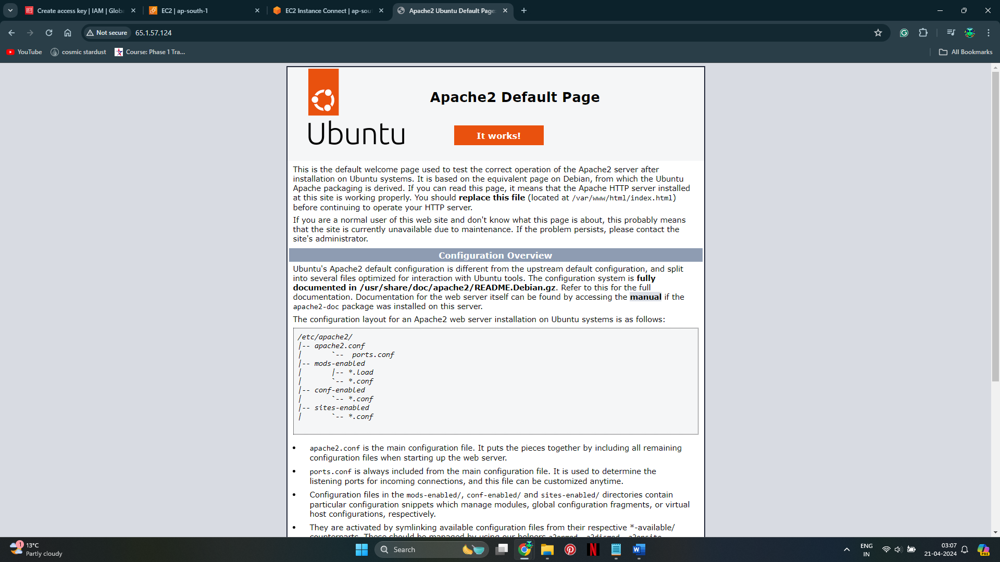 Create access key | IAM | Globa
EC2 | ap-south-1
EC2 Instance Connect | ap-sou
Apache2 Ubuntu Default Page
Not secure
65.1.57.124
YouTube
cosmic stardust
Course: Phase 1 Tra...
All Bookmarks
Ubuntu
Apache2 Default Page
It works!
This is the default welcome page used to test the correct operation of the Apache2 server after
installation on Ubuntu systems. It is based on the equivalent page on Debian, from which the Ubuntu
Apache packaging is derived. If you can read this page, it means that the Apache HTTP server installed
at this site is working properly. You should replace this file (located at /var/www/html/index.html)
before continuing to operate your HTTP server.
If you are a normal user of this web site and don't know what this page is about, this probably means
that the site is currently unavailable due to maintenance. If the problem persists, please contact the
site's administrator.
Configuration Overview
Ubuntu's Apache2 default configuration is different from the upstream default configuration, and split
into several files optimized for interaction with Ubuntu tools. The configuration system is fully
documented in /usr/share/doc/apache2/README.Debian.gz. Refer to this for the full
documentation. Documentation for the web server itself can be found by accessing the manual if the
apache2-doc package was installed on this server.
The configuration layout for an Apache2 web server installation on Ubuntu systems is as follows:
/etc/apache2/
|-- apache2.conf
|       `--  ports.conf
|-- mods-enabled
|       |-- *.load
|       `-- *.conf
|-- conf-enabled
|       `-- *.conf
|-- sites-enabled
|       `-- *.conf
• apache2.conf is the main configuration file. It puts the pieces together by including all remaining
configuration files when starting up the web server.
• ports.conf is always included from the main configuration file. It is used to determine the
listening ports for incoming connections, and this file can be customized anytime.
• Configuration files in the mods-enabled/, conf-enabled/ and sites-enabled/ directories contain
particular configuration snippets which manage modules, global configuration fragments, or virtual
host configurations, respectively.
• They are activated by symlinking available configuration files from their respective *-available/
counterparts. These should be managed by using our helpers a2enmod, a2dismod, a2ensite,
1
13°C
Partly cloudy
Search
ENG
IN
03:07
21-04-2024
PRE